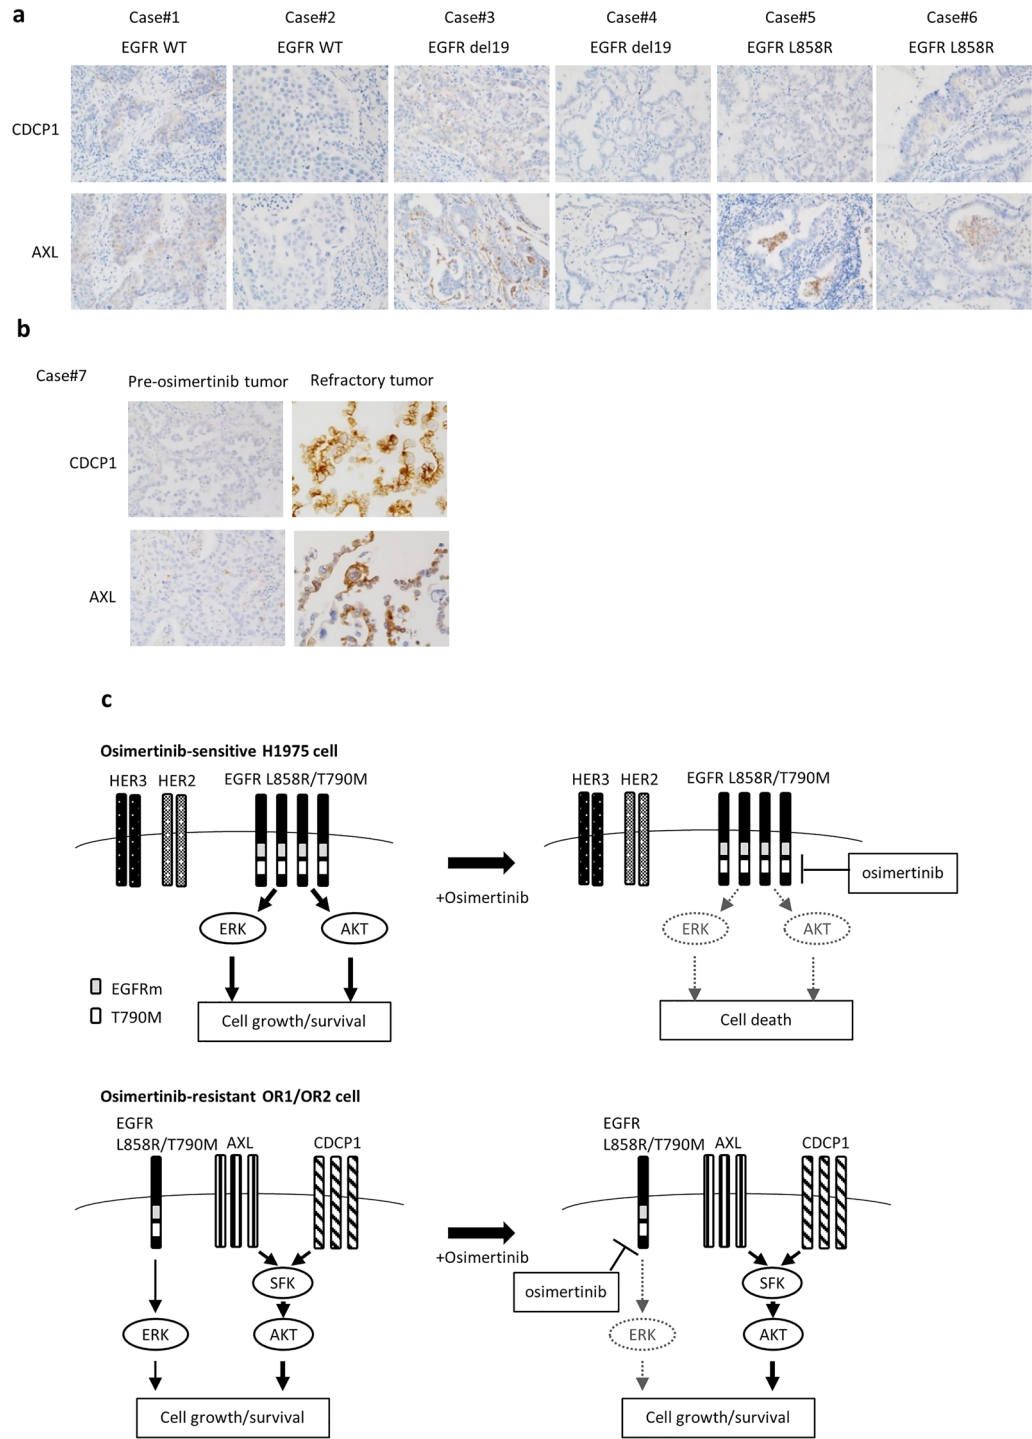 a
Case#1 Case#2 Case#3 Case#4 Case#5 Case#6
EGFR WT EGFR WT EGFR del19 EGFR del19 EGFR L858R EGFR L858R
CDCP1
AXL
b
Case#7 Pre-osimertinib tumor Refractory tumor
CDCP1
AXL
c
Osimertinib-sensitive H1975 cell
HER3 HER2 EGFR L858R/T790M
HER3 HER2 EGFR L858R/T790M
+Osimertinib
osimertinib
ERK AKT
ERK AKT
EGFRm
T790M
Cell growth/survival
Cell death
Osimertinib-resistant OR1/OR2 cell
EGFR
L858R/T790M AXL CDCP1
EGFR
L858R/T790M AXL CDCP1
+Osimertinib
osimertinib
SFK
SFK
ERK AKT
ERK AKT
Cell growth/survival
Cell growth/survival